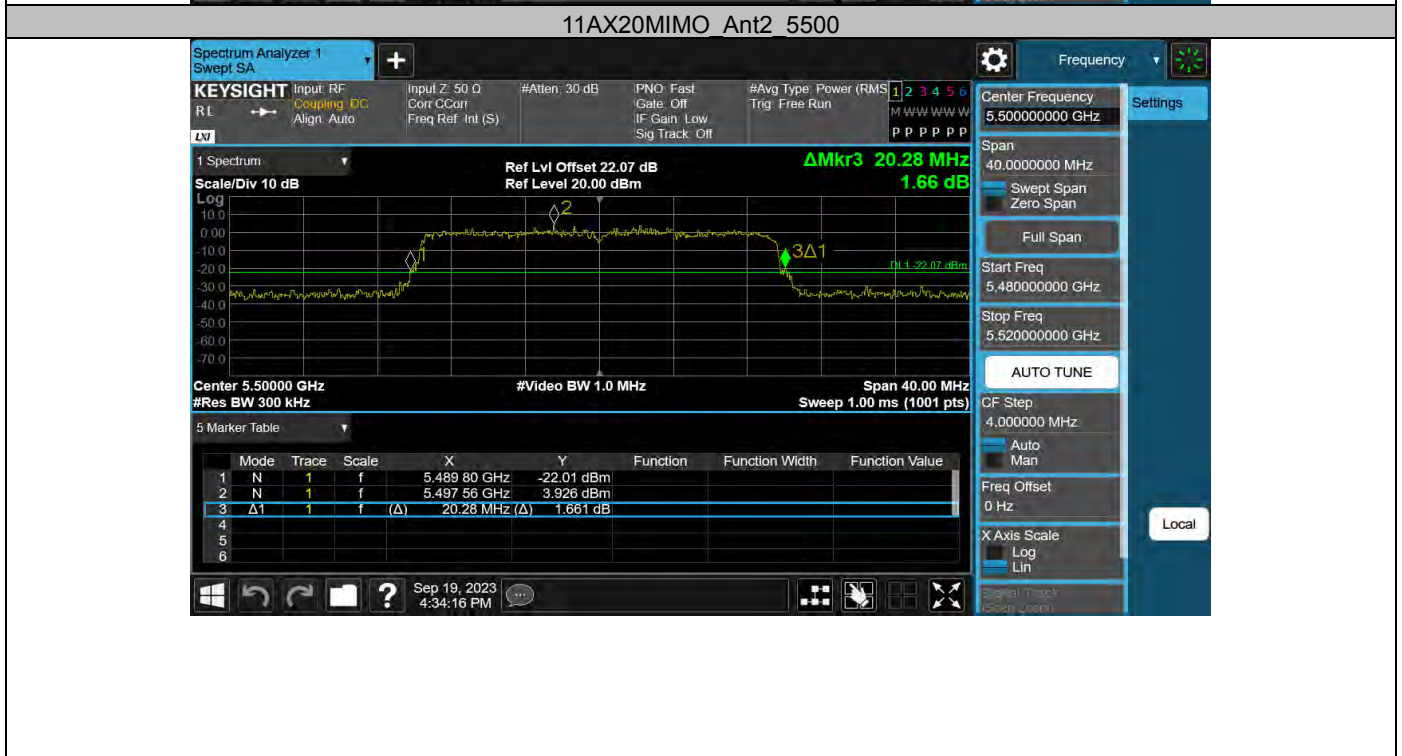 11AX20MIMO_Ant2_5500
Spectrum Analyzer 1
Swept SA
Frequency
KEYSIGHT
RL
LXI
Input: RF
Coupling: DC
Align: Auto
Input Z: 50 Ω
Corr CCorr
Freq Ref: Int (S)
#Atten: 30 dB
PNO: Fast
Gate: Off
IF Gain: Low
Sig Track: Off
#Avg Type: Power (RMS
Trig: Free Run
1 2 3 4 5 6
M W W W W W
P P P P P P
1 Spectrum
Scale/Div 10 dB
Ref Lvl Offset 22.07 dB
Ref Level 20.00 dBm
ΔMkr3 20.28 MHz
1.66 dB
Log
10.0
0.00
-10.0
-20.0
-30.0
-40.0
-50.0
-60.0
-70.0
2
3Δ1
DL1 -22.07 dBm
Center 5.50000 GHz
#Res BW 300 kHz
#Video BW 1.0 MHz
Span 40.00 MHz
Sweep 1.00 ms (1001 pts)
5 Marker Table
Mode Trace Scale X Y Function Function Width Function Value
1 N 1 f 5.489 80 GHz -22.01 dBm
2 N 1 f 5.497 56 GHz 3.926 dBm
3 Δ1 1 f (Δ) 20.28 MHz (Δ) 1.661 dB
4
5
6
Sep 19, 2023
4:34:16 PM
Center Frequency
5.500000000 GHz
Settings
Span
40.0000000 MHz
Swept Span
Zero Span
Full Span
Start Freq
5.480000000 GHz
Stop Freq
5.520000000 GHz
AUTO TUNE
CF Step
4.000000 MHz
Auto
Man
Freq Offset
0 Hz
Local
X Axis Scale
Log
Lin
Signal Track
(Span Zoom)